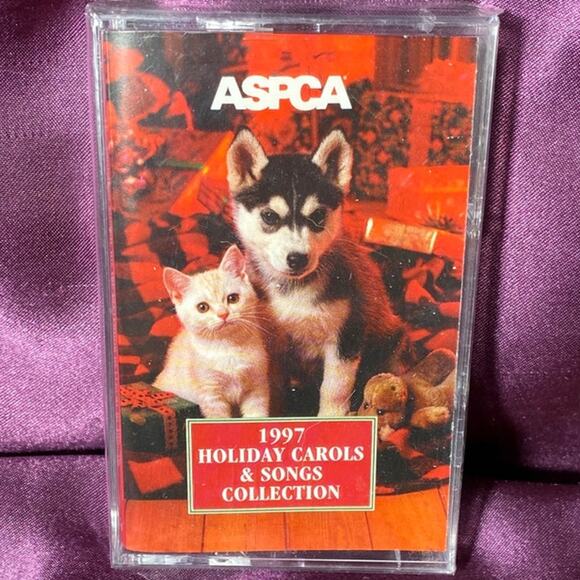 ASPCA
1997
HOLIDAY CAROLS
& SONGS
COLLECTION